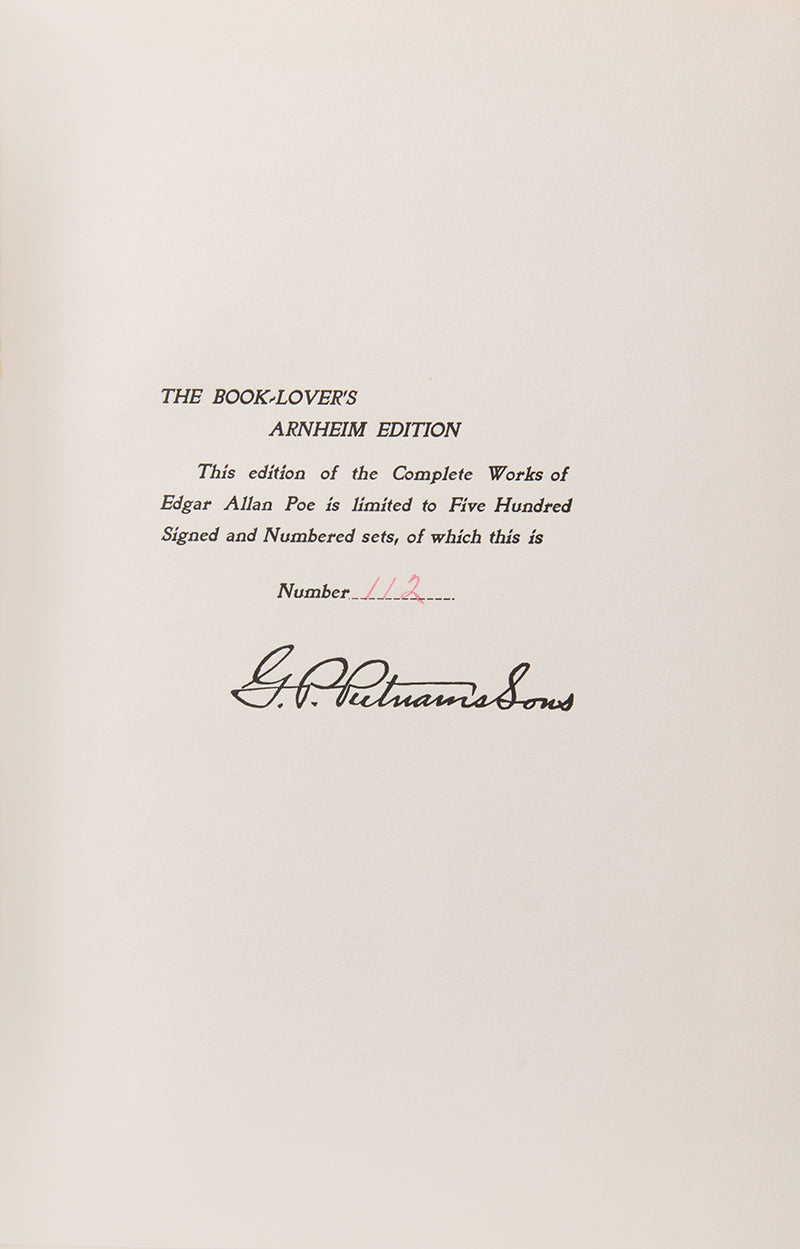 THE BOOK-LOVER'S
ARNHEIM EDITION
This edition of the Complete Works of
Edgar Allan Poe is limited to Five Hundred
Signed and Numbered sets, of which this is
Number 112
G. P. Putnam's Sons